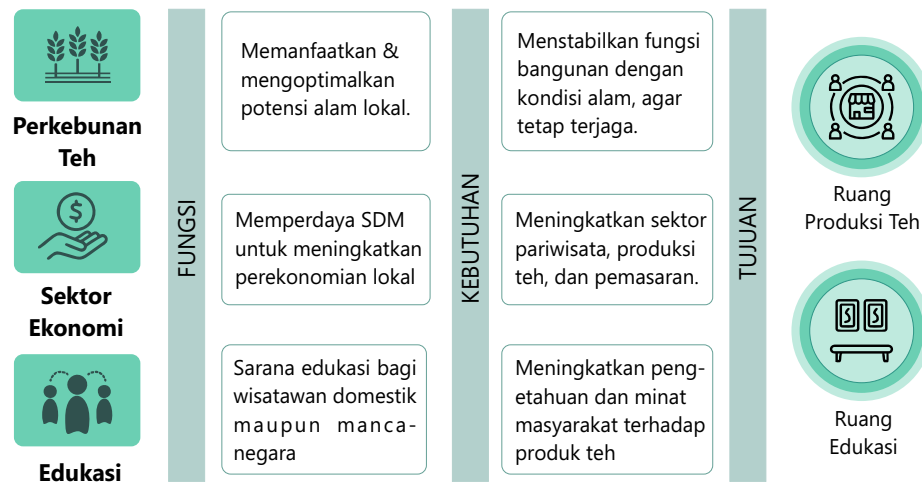 Perkebunan
Teh
Sektor
Ekonomi
Edukasi
FUNGSI
Memanfaatkan &
mengoptimalkan
potensi alam lokal.
Memperdaya SDM
untuk meningkatkan
perekonomian lokal
Sarana edukasi bagi
wisatawan domestik
maupun manca-
negara
KEBUTUHAN
Menstabilkan fungsi
bangunan dengan
kondisi alam, agar
tetap terjaga.
Meningkatkan sektor
pariwisata, produksi
teh, dan pemasaran.
Meningkatkan peng-
etahuan dan minat
masyarakat terhadap
produk teh
TUJUAN
Ruang
Produksi Teh
Ruang
Edukasi